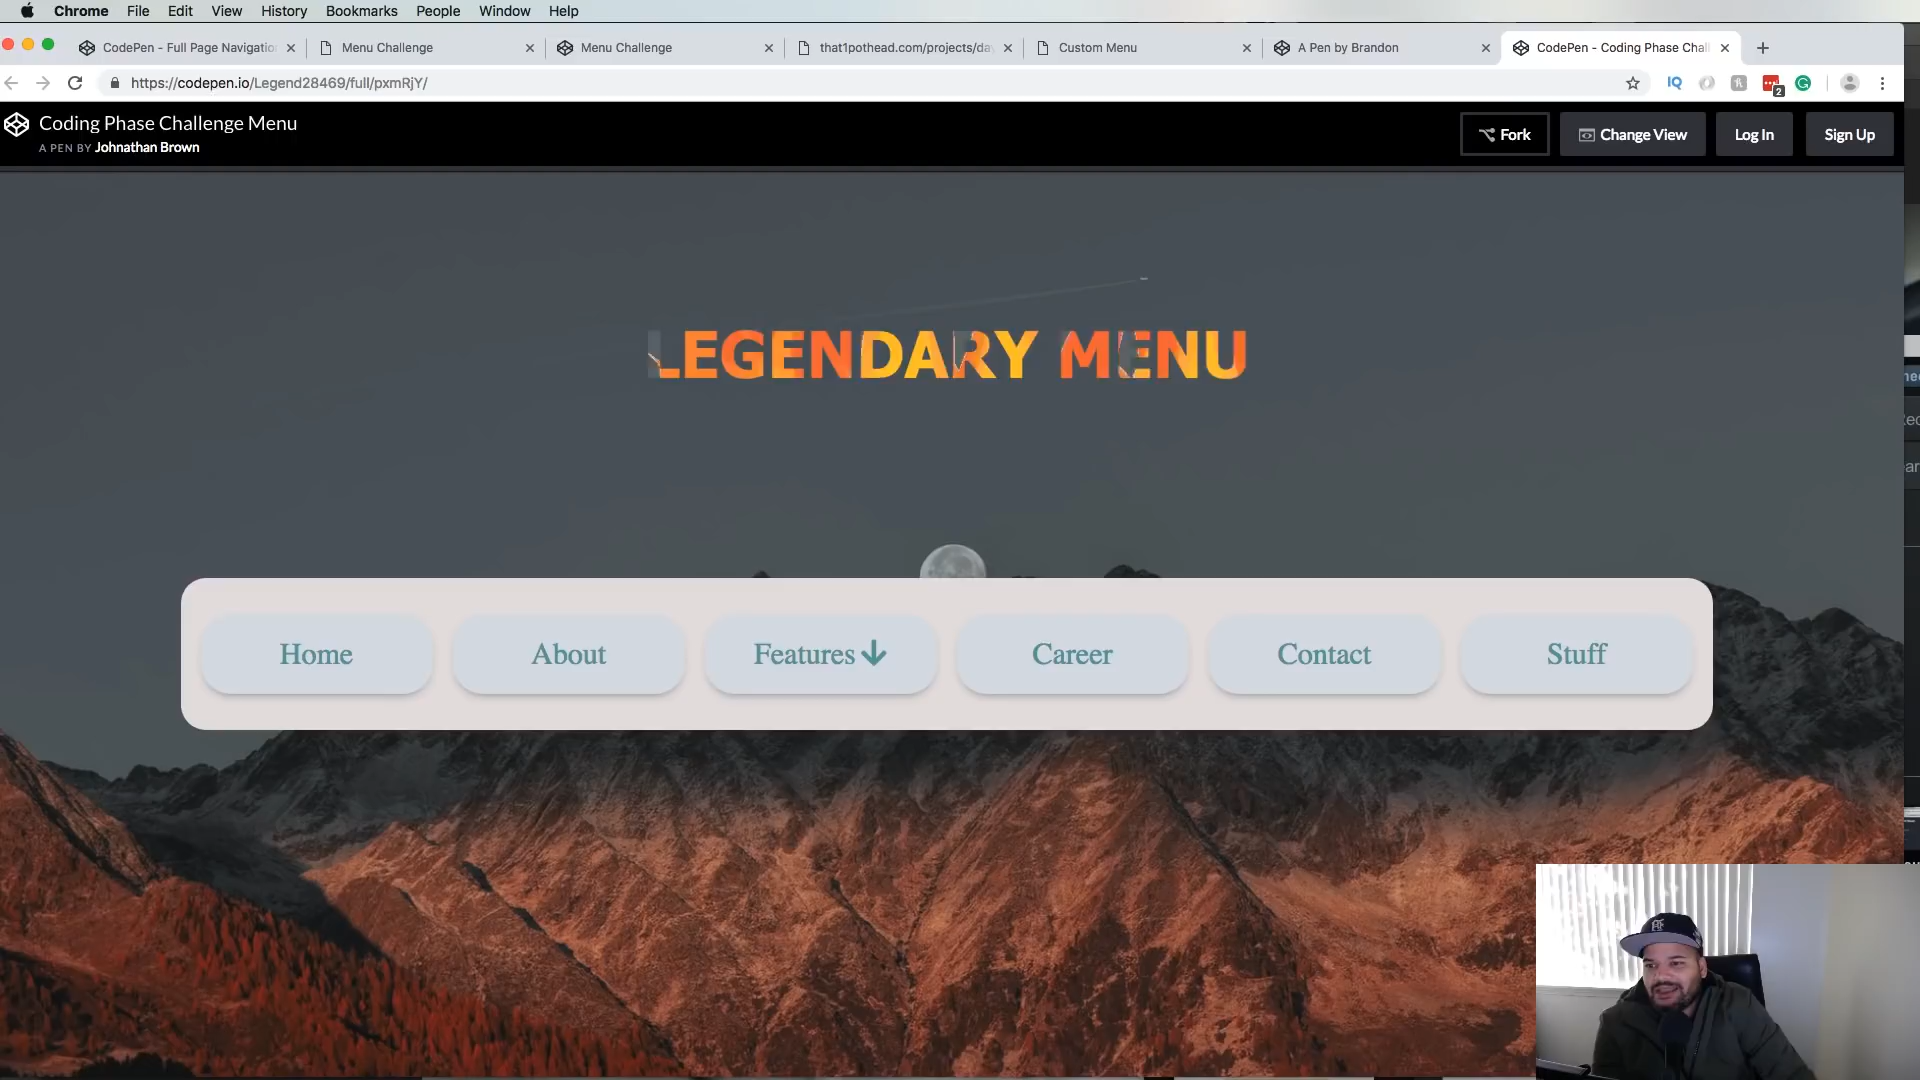 Chrome File Edit View History Bookmarks People Window Help
CodePen - Full Page Navigatio Menu Challenge Menu Challenge that1pothead.com/projects/da Custom Menu A Pen by Brandon CodePen - Coding Phase Chal
https://codepen.io/Legend28469/full/pxmRjY/
IQ
2
Coding Phase Challenge Menu
A PEN BY Johnathan Brown
Fork Change View Log In Sign Up
LEGENDARY MENU
Home About Features Career Contact Stuff